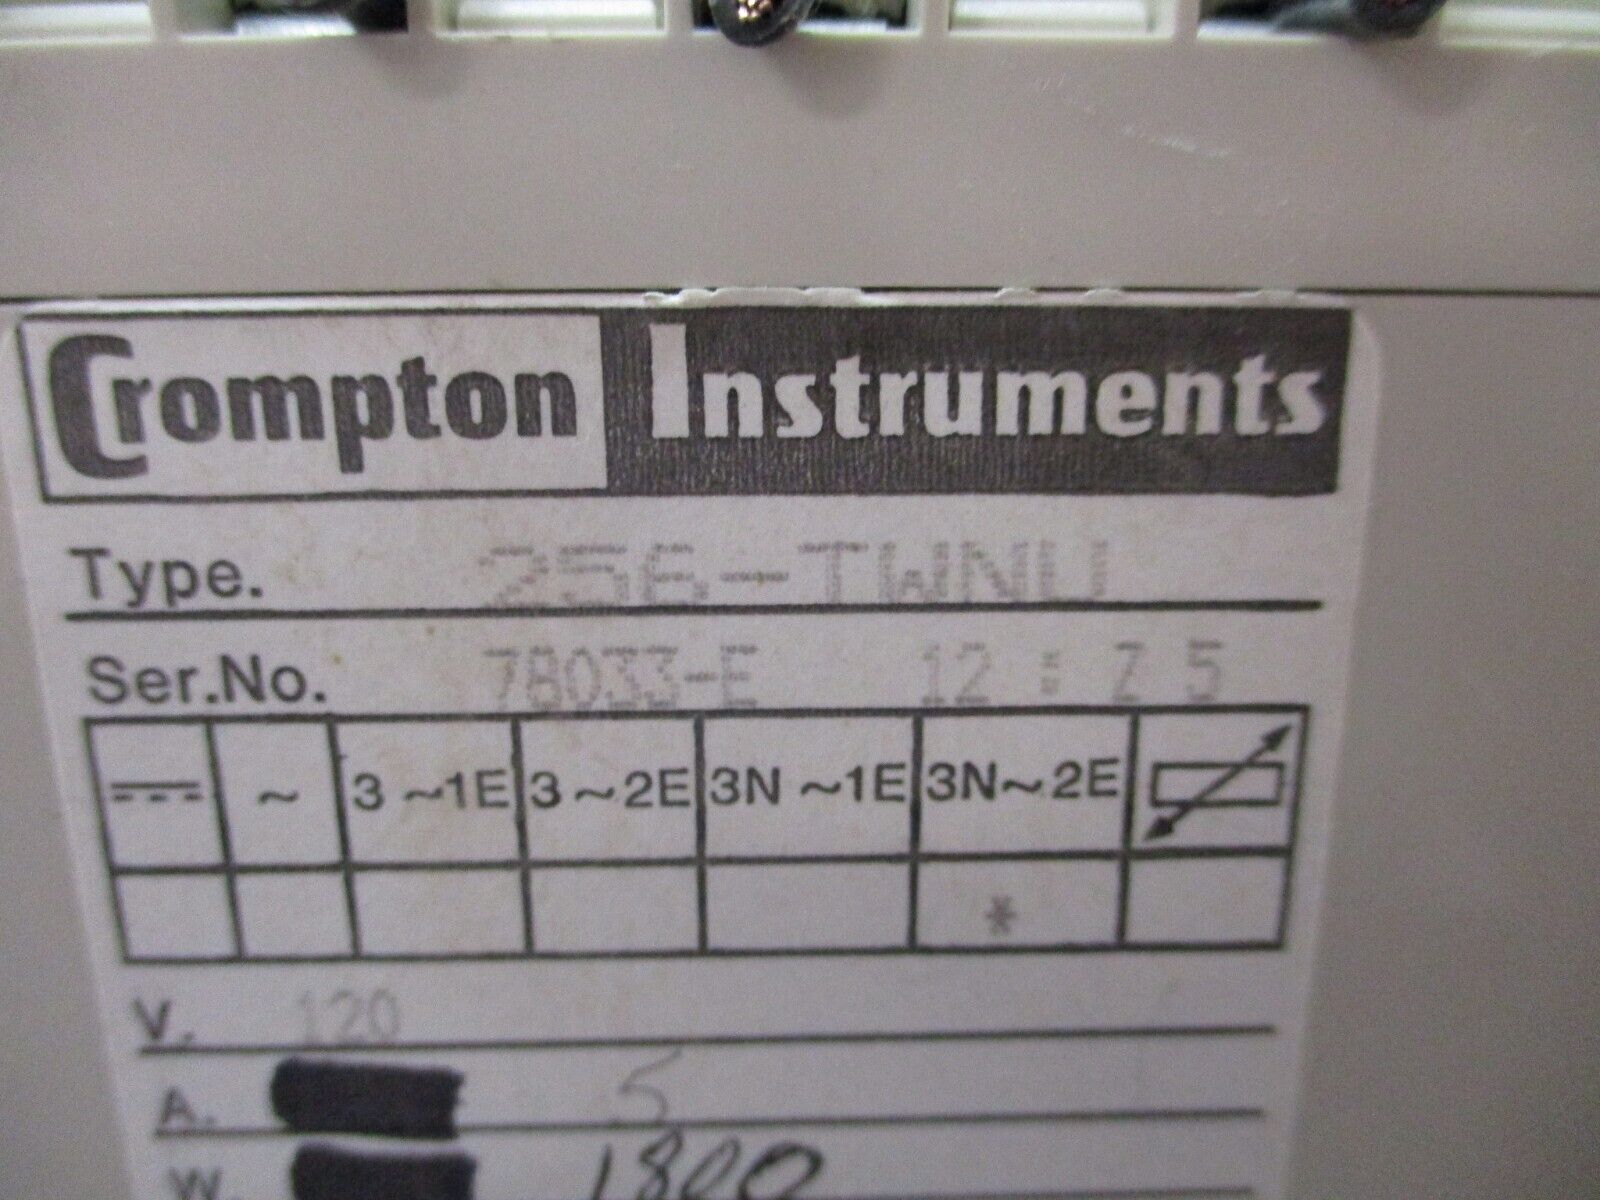 Crompton Instruments
Type. 256-TWNU
Ser.No. 78033-E 12 : Z 5
~ 3 ~1E 3 ~ 2E 3N ~1E 3N~ 2E
*
V. 120
A. 5
W. 1800